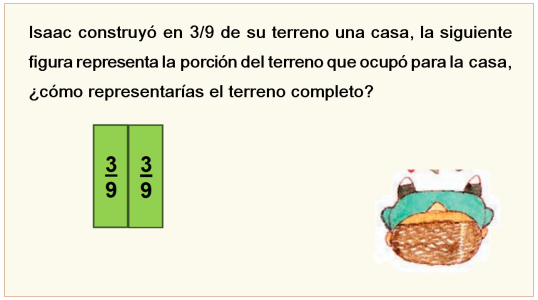 Isaac construyó en 3/9 de su terreno una casa, la siguiente
figura representa la porción del terreno que ocupó para la casa,
¿cómo representarías el terreno completo?
3 3
9 9